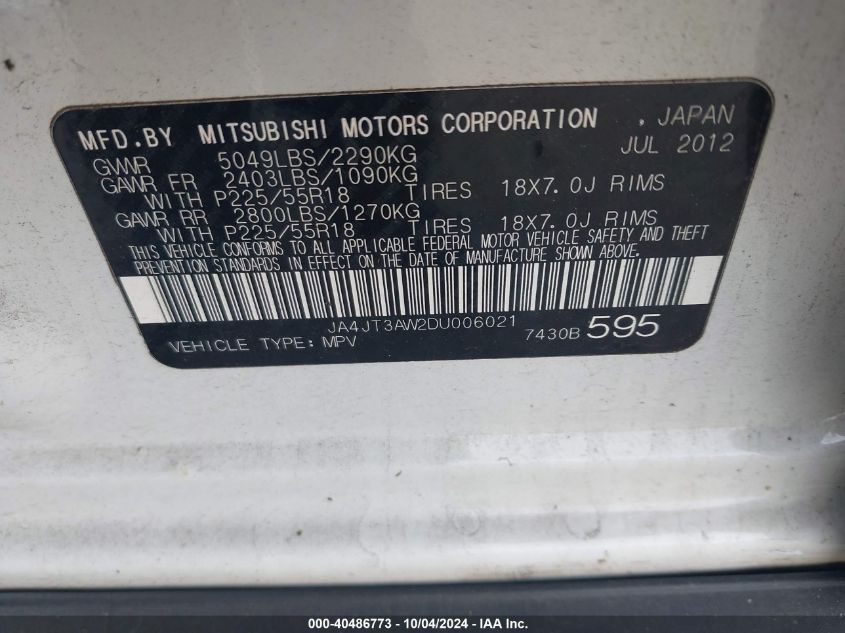 MFD.BY MITSUBISHI MOTORS CORPORATION , JAPAN
GVWR 5049LBS/2290KG JUL 2012
GAWR FR 2403LBS/1090KG
WITH P225/55R18 TIRES 18X7.0J RIMS
GAWR RR 2800LBS/1270KG
WITH P225/55R18 TIRES 18X7.0J RIMS
THIS VEHICLE CONFORMS TO ALL APPLICABLE FEDERAL MOTOR VEHICLE SAFETY AND THEFT
PREVENTION STANDARDS IN EFFECT ON THE DATE OF MANUFACTURE SHOWN ABOVE.
JA4JT3AW2DU006021
VEHICLE TYPE: MPV 7430B 595
000-40486773 - 10/04/2024 - IAA Inc.